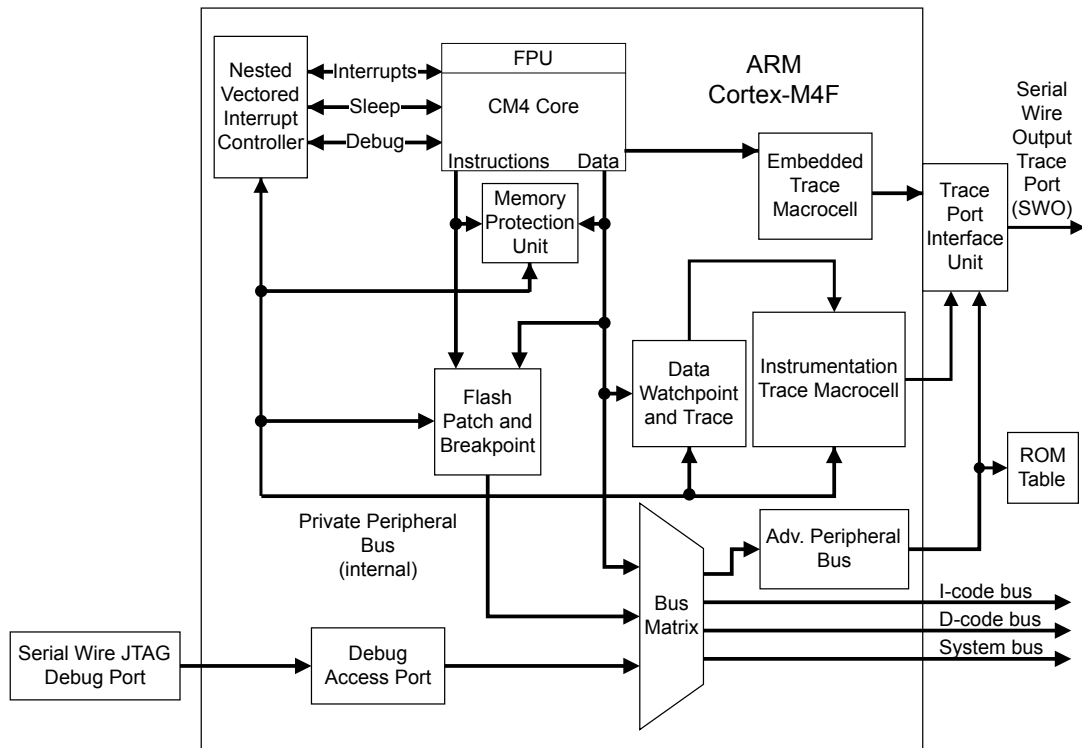 Nested
Vectored
Interrupt
Controller
Interrupts
Sleep
Debug
FPU
CM4 Core
Instructions
Data
ARM
Cortex-M4F
Memory
Protection
Unit
Embedded
Trace
Macrocell
Trace
Port
Interface
Unit
Serial
Wire
Output
Trace
Port
(SWO)
Flash
Patch and
Breakpoint
Data
Watchpoint
and Trace
Instrumentation
Trace Macrocell
ROM
Table
Private Peripheral
Bus
(internal)
Adv. Peripheral
Bus
Bus
Matrix
I-code bus
D-code bus
System bus
Serial Wire JTAG
Debug Port
Debug
Access Port